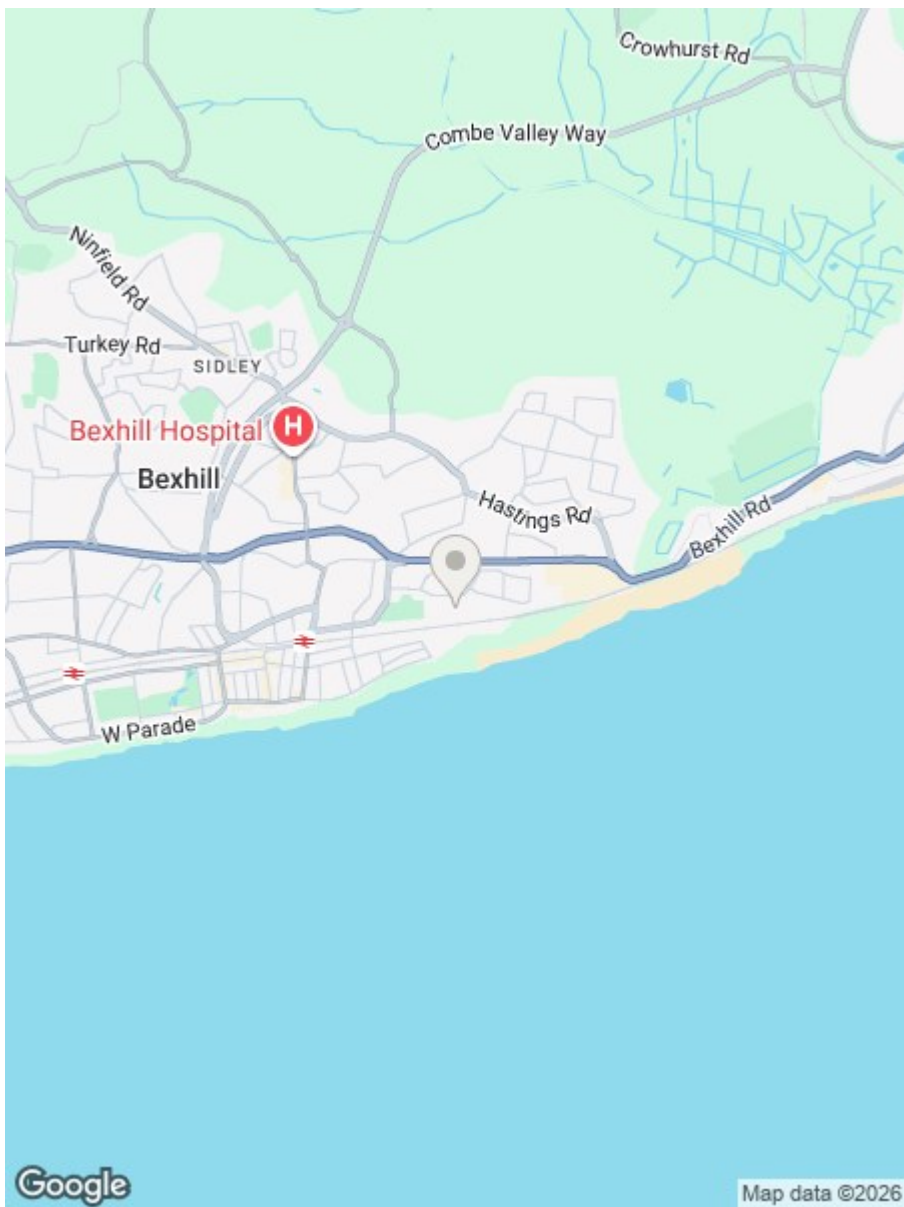 Crowhurst Rd
Combe Valley Way
Ninfield Rd
Turkey Rd
SIDLEY
Bexhill Hospital
H
Bexhill
Hastings Rd
Bexhill Rd
W Parade
Google
Map data ©2026